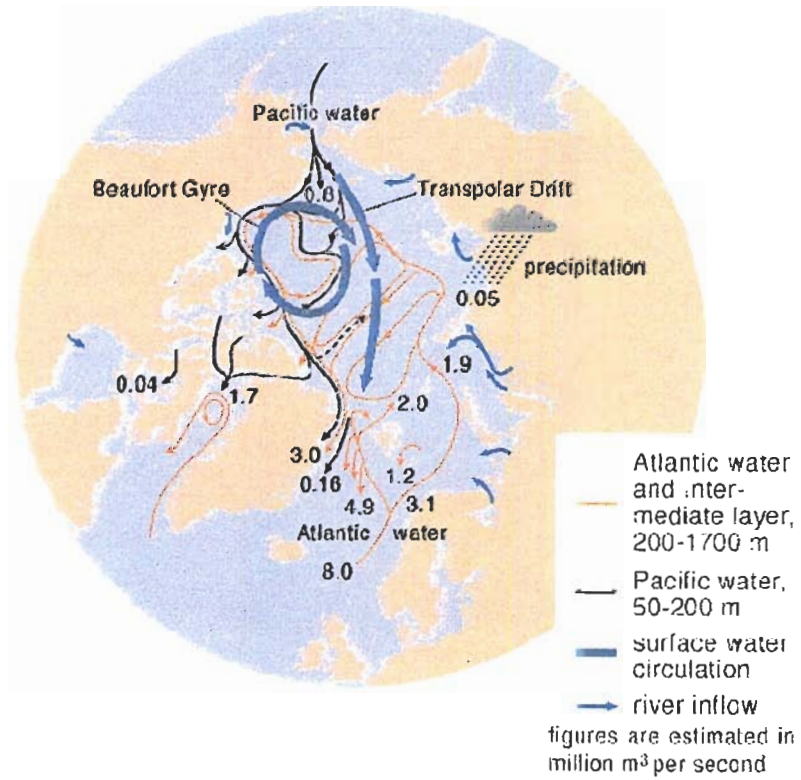 Pacific water
Beaufort Gyre
Transpolar Drift
0.8
precipitation
0.05
1.9
0.04
1.7
2.0
3.0
0.16
1.2
4.9
3.1
Atlantic water
8.0
Atlantic water
and inter-
mediate layer,
200-1700 m
Pacific water,
50-200 m
surface water
circulation
river inflow
figures are estimated in
million m³ per second